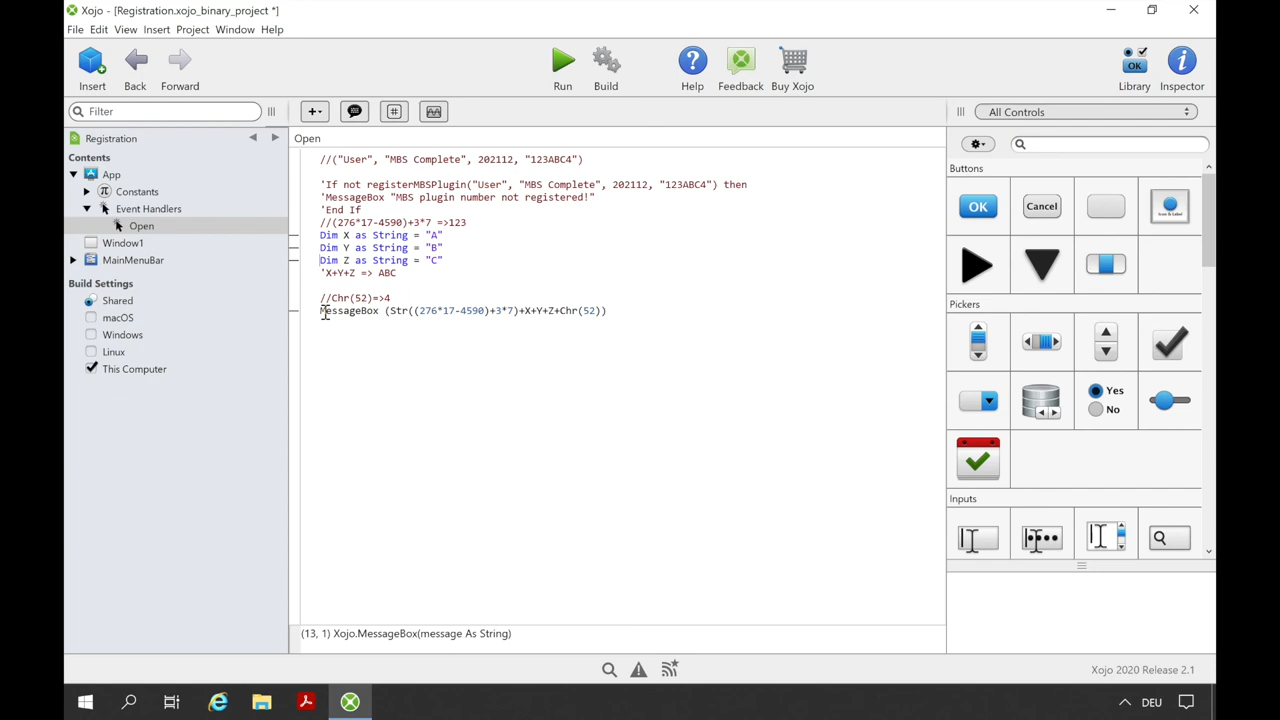 Xojo - [Registration.xojo_binary_project *]
File Edit View Insert Project Window Help
Insert Back Forward Run Build Help Feedback Buy Xojo OK Library Inspector
Filter
All Controls
Registration
Open
Contents
App
Constants
Event Handlers
Open
Window1
MainMenuBar
Build Settings
Shared
macOS
Windows
Linux
This Computer
//("User", "MBS Complete", 202112, "123ABC4")
'If not registerMBSPlugin("User", "MBS Complete", 202112, "123ABC4") then
'MessageBox "MBS plugin number not registered!"
'End If
//(276*17-4590)+3*7 =>123
Dim X as String = "A"
Dim Y as String = "B"
Dim Z as String = "C"
'X+Y+Z => ABC
//Chr(52)=>4
MessageBox (Str((276*17-4590)+3*7)+X+Y+Z+Chr(52))
(13, 1) Xojo.MessageBox(message As String)
Buttons
OK
Cancel
Icon & Label
Pickers
Yes
No
Inputs
Xojo 2020 Release 2.1
DEU